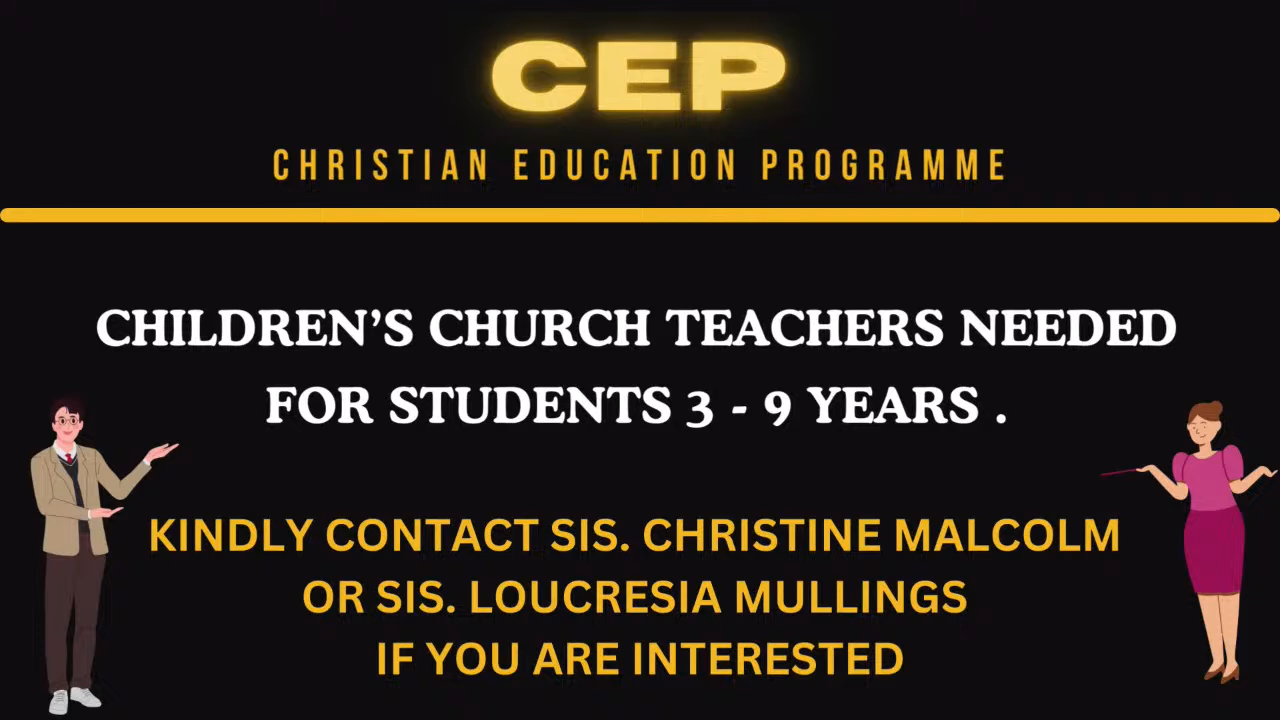 CEP
CHRISTIAN EDUCATION PROGRAMME
CHILDREN’S CHURCH TEACHERS NEEDED
FOR STUDENTS 3 - 9 YEARS .
KINDLY CONTACT SIS. CHRISTINE MALCOLM
OR SIS. LOUCRESIA MULLINGS
IF YOU ARE INTERESTED